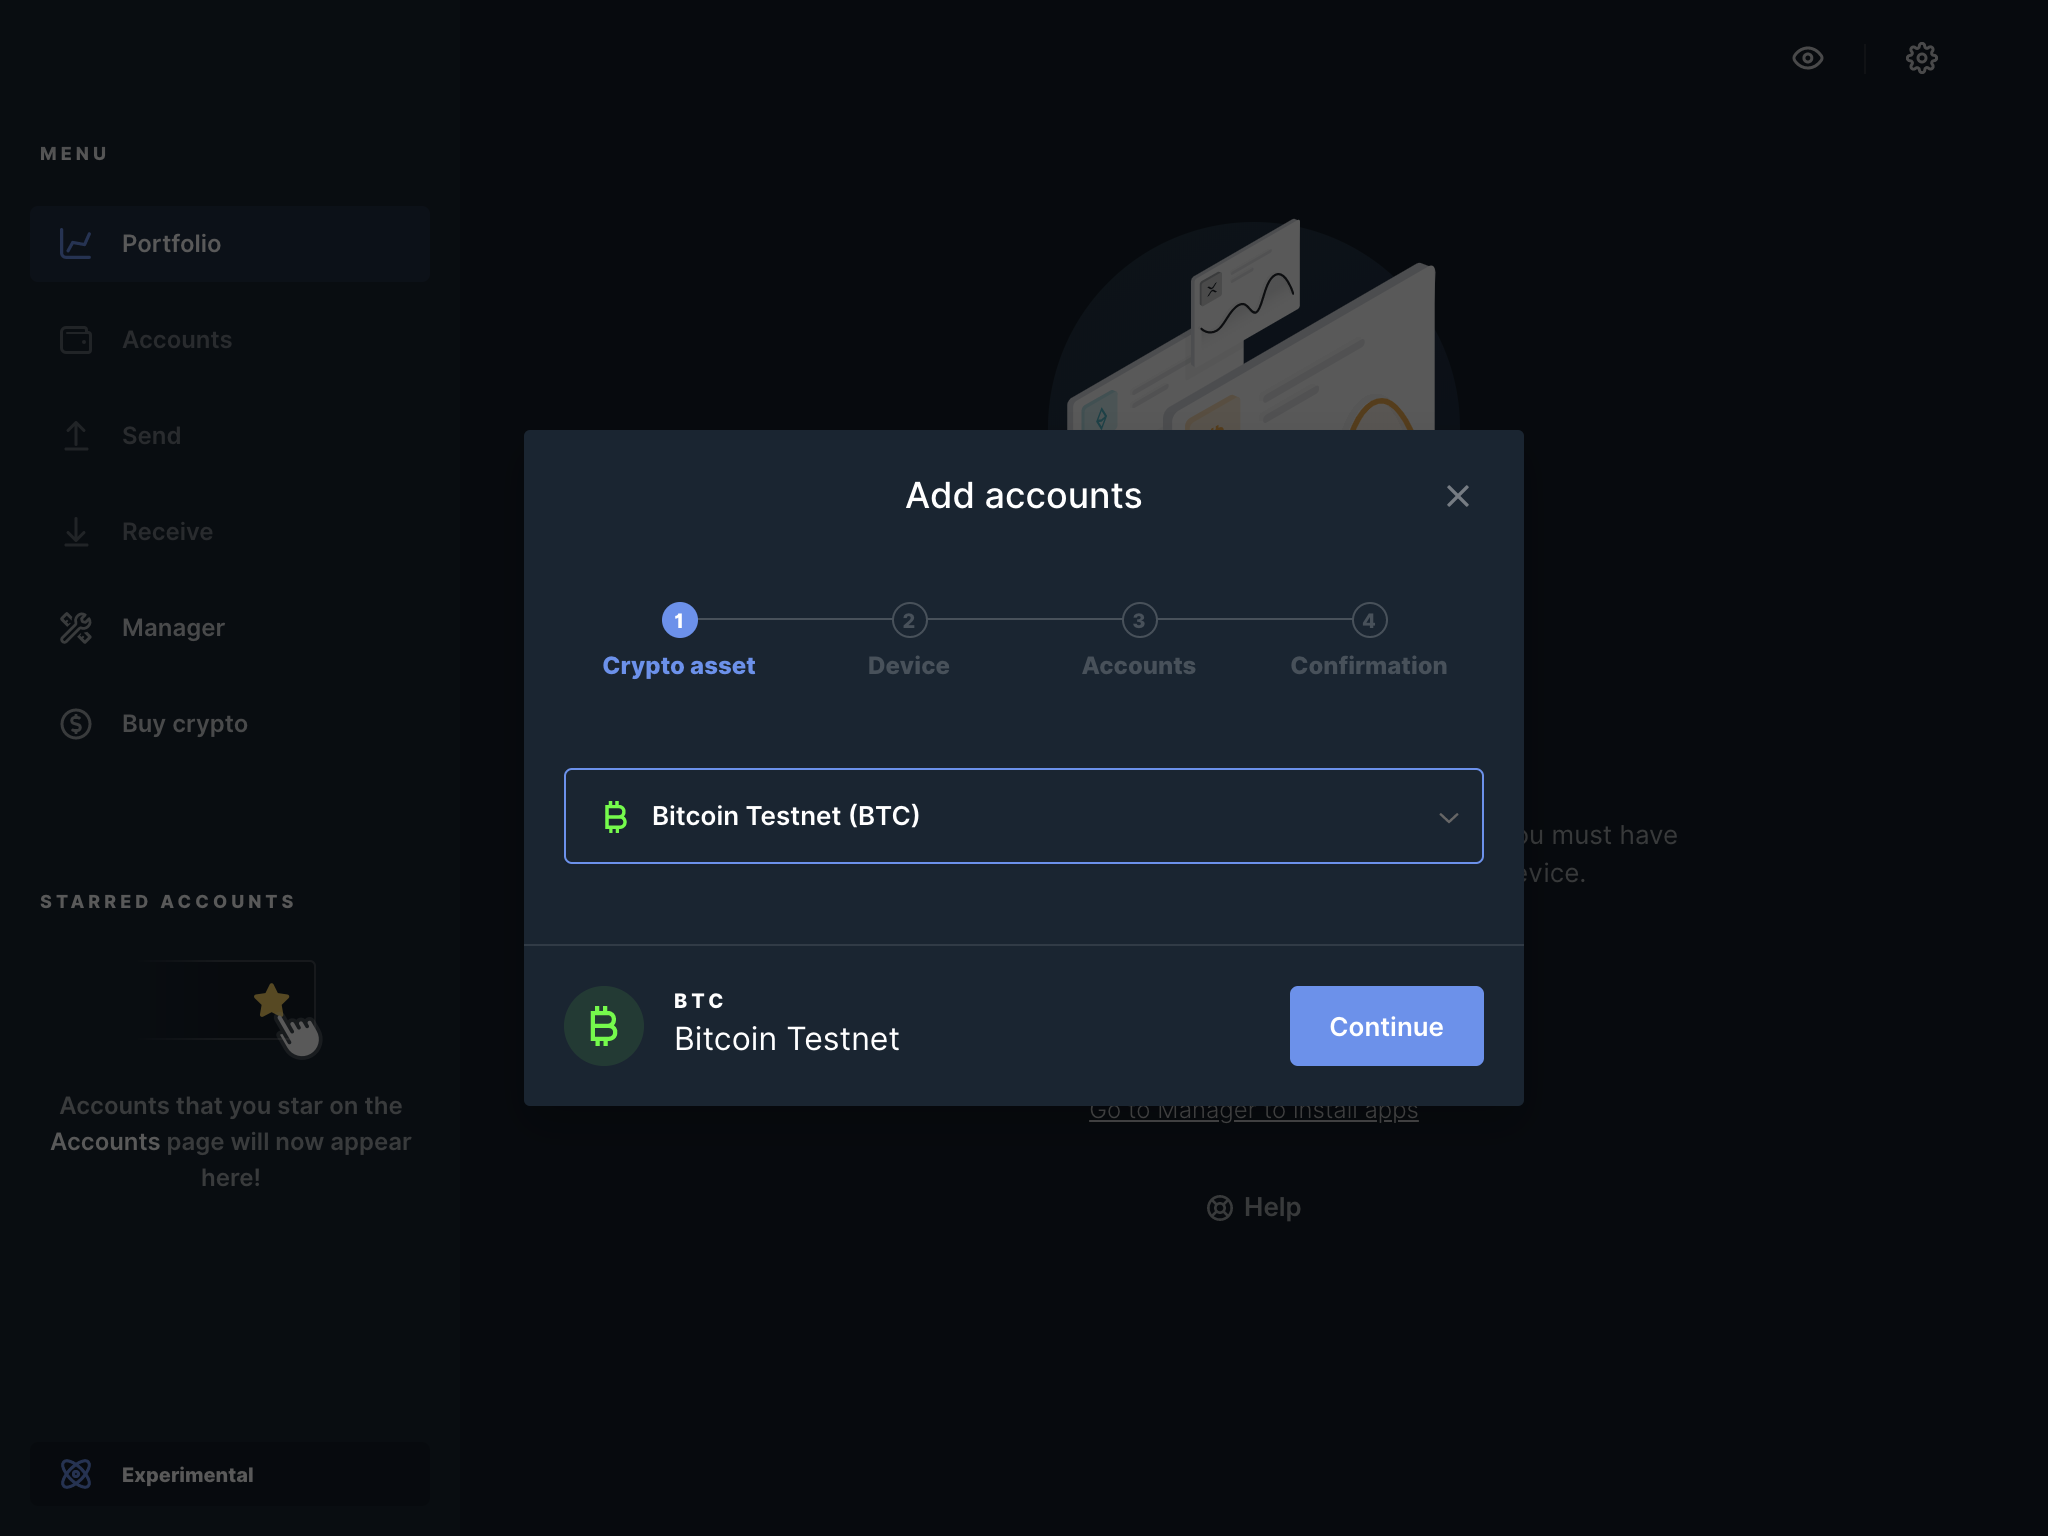 MENU
Portfolio
Accounts
Send
Receive
Manager
Buy crypto
STARRED ACCOUNTS
Accounts that you star on the
Accounts page will now appear
here!
Experimental
Add accounts
1
2
3
4
Crypto asset
Device
Accounts
Confirmation
Bitcoin Testnet (BTC)
must have
BTC
Bitcoin Testnet
Continue
Go to Manager to install apps
Help